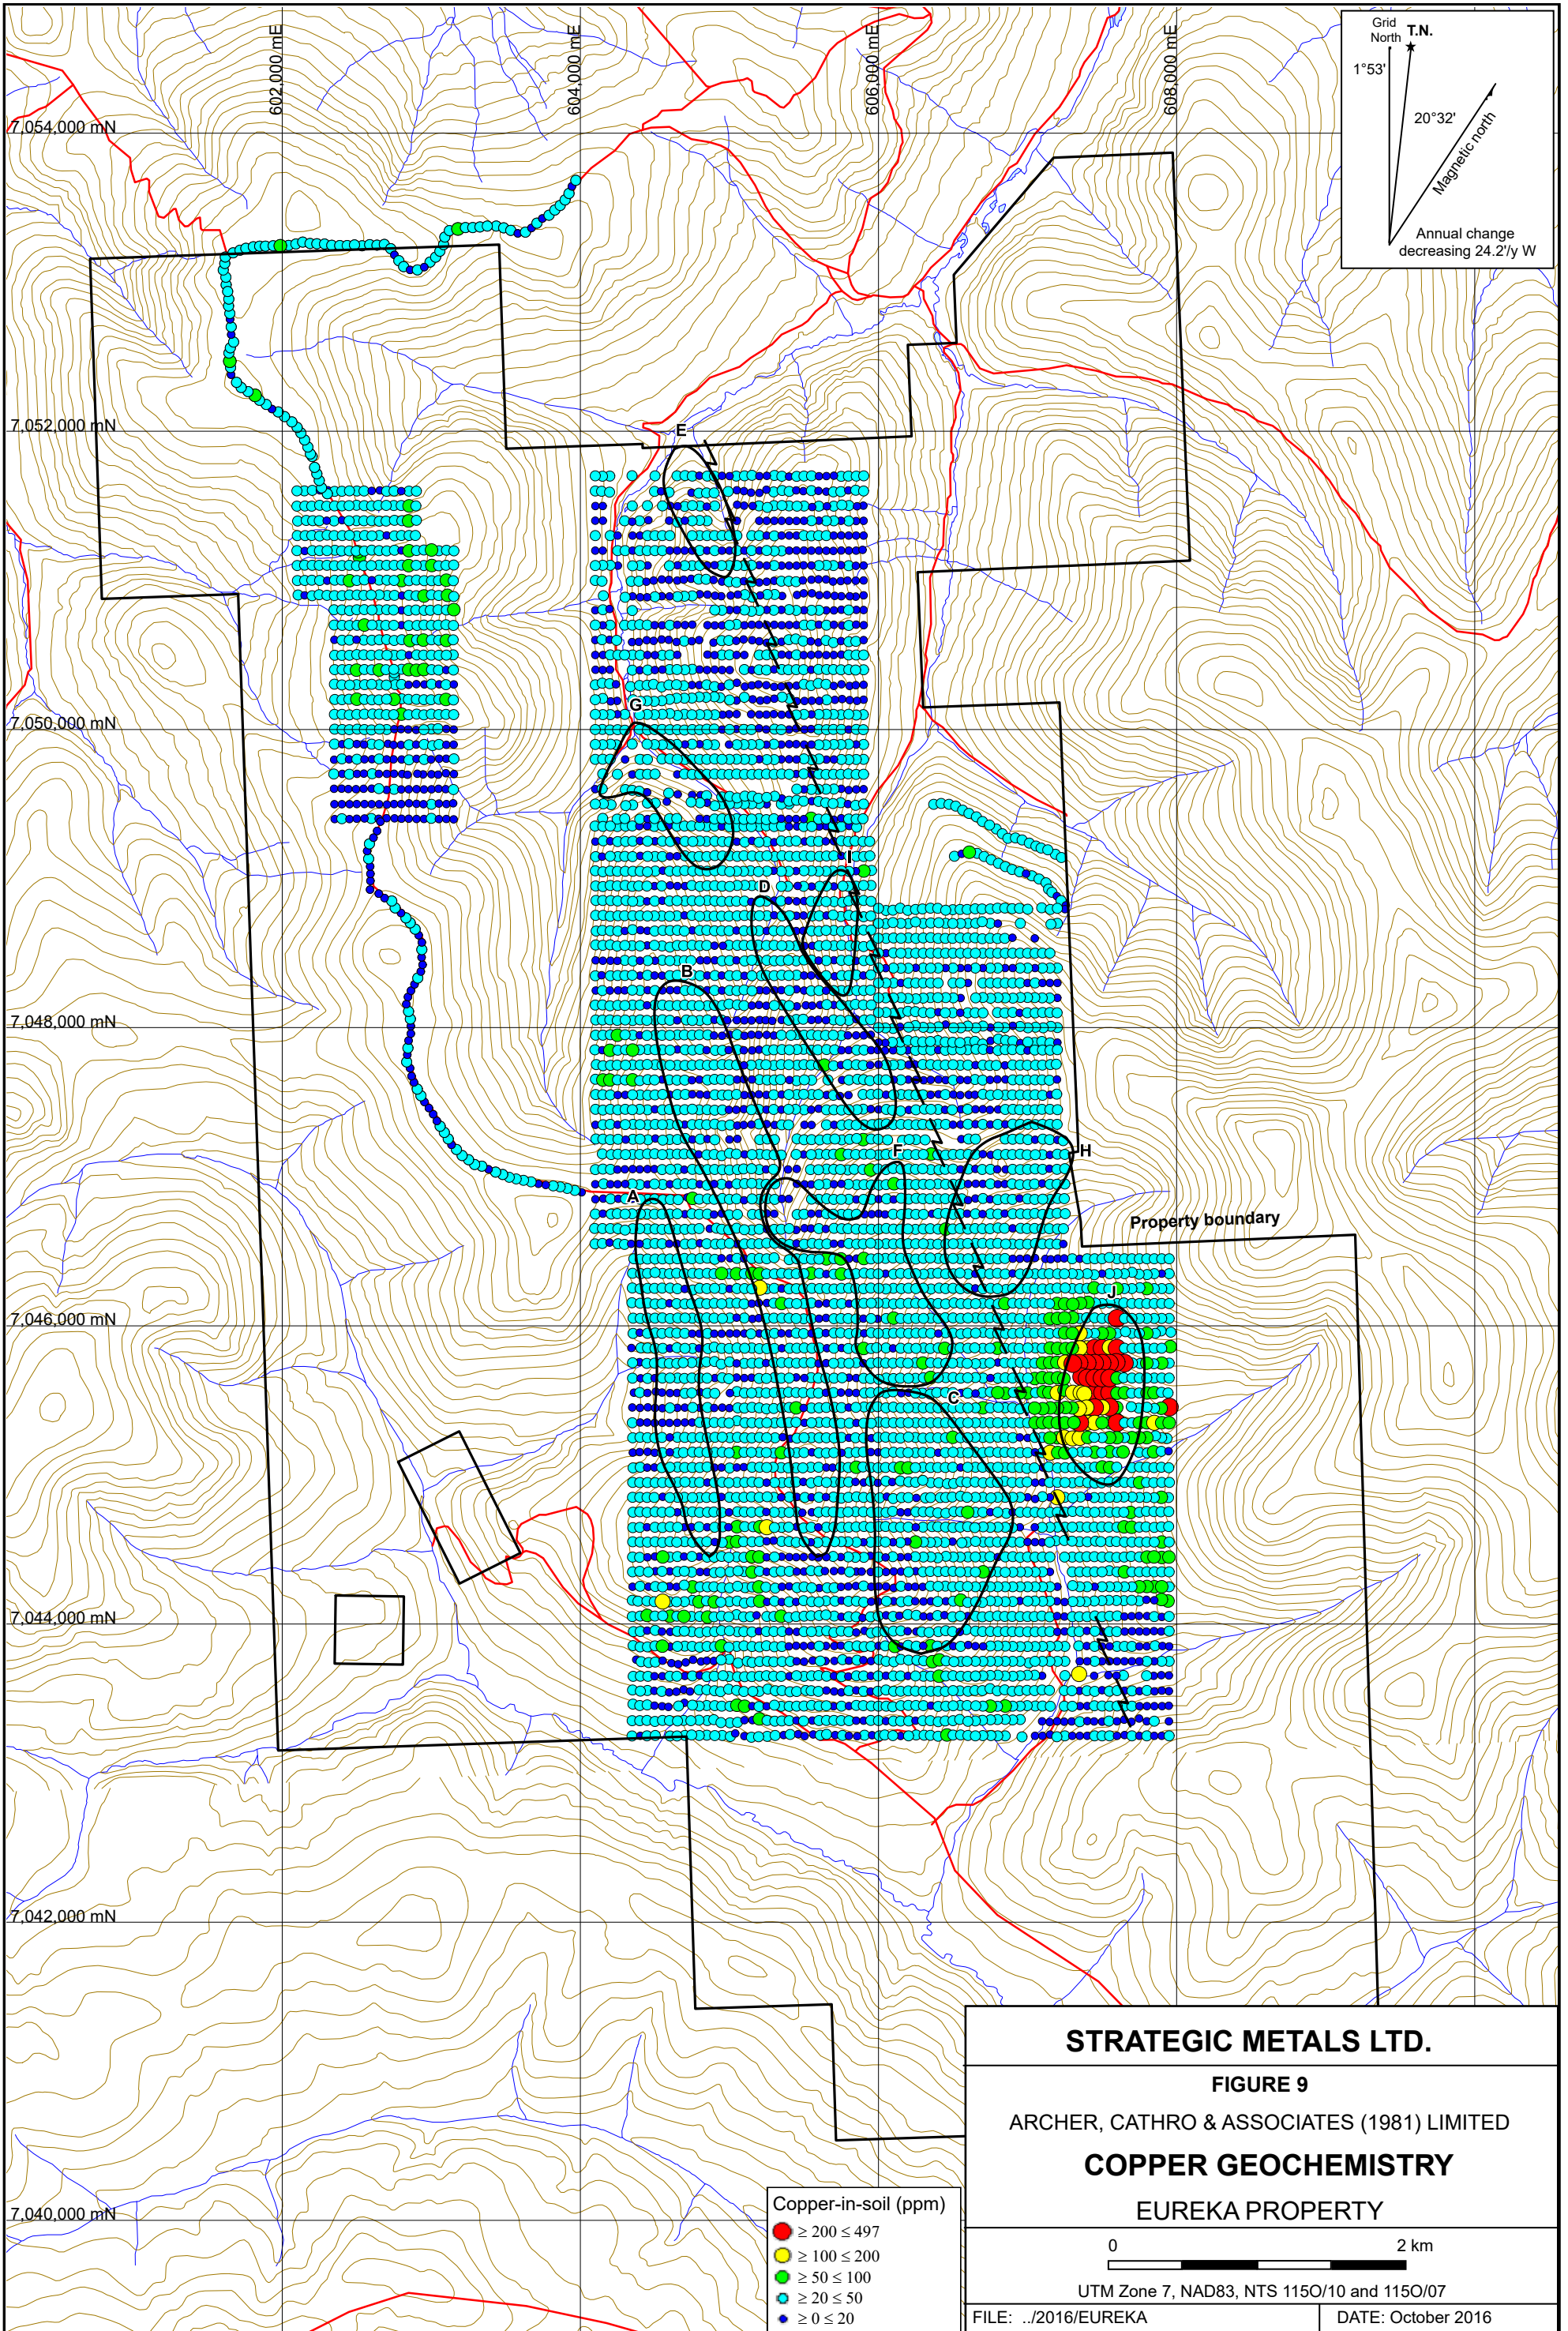 602,000 mE
604,000 mE
606,000 mE
608,000 mE
Grid
North
T.N.
1°53'
20°32'
Magnetic north
Annual change
decreasing 24.2'/y W
7,054,000 mN
7,052,000 mN
E
G
7,050,000 mN
I
D
B
7,048,000 mN
F
H
A
Property boundary
J
7,046,000 mN
C
7,044,000 mN
7,042,000 mN
7,040,000 mN
Copper-in-soil (ppm)
≥ 200 ≤ 497
≥ 100 ≤ 200
≥ 50 ≤ 100
≥ 20 ≤ 50
≥ 0 ≤ 20
STRATEGIC METALS LTD.
FIGURE 9
ARCHER, CATHRO & ASSOCIATES (1981) LIMITED
COPPER GEOCHEMISTRY
EUREKA PROPERTY
0 2 km
UTM Zone 7, NAD83, NTS 115O/10 and 115O/07
FILE: ../2016/EUREKA
DATE: October 2016